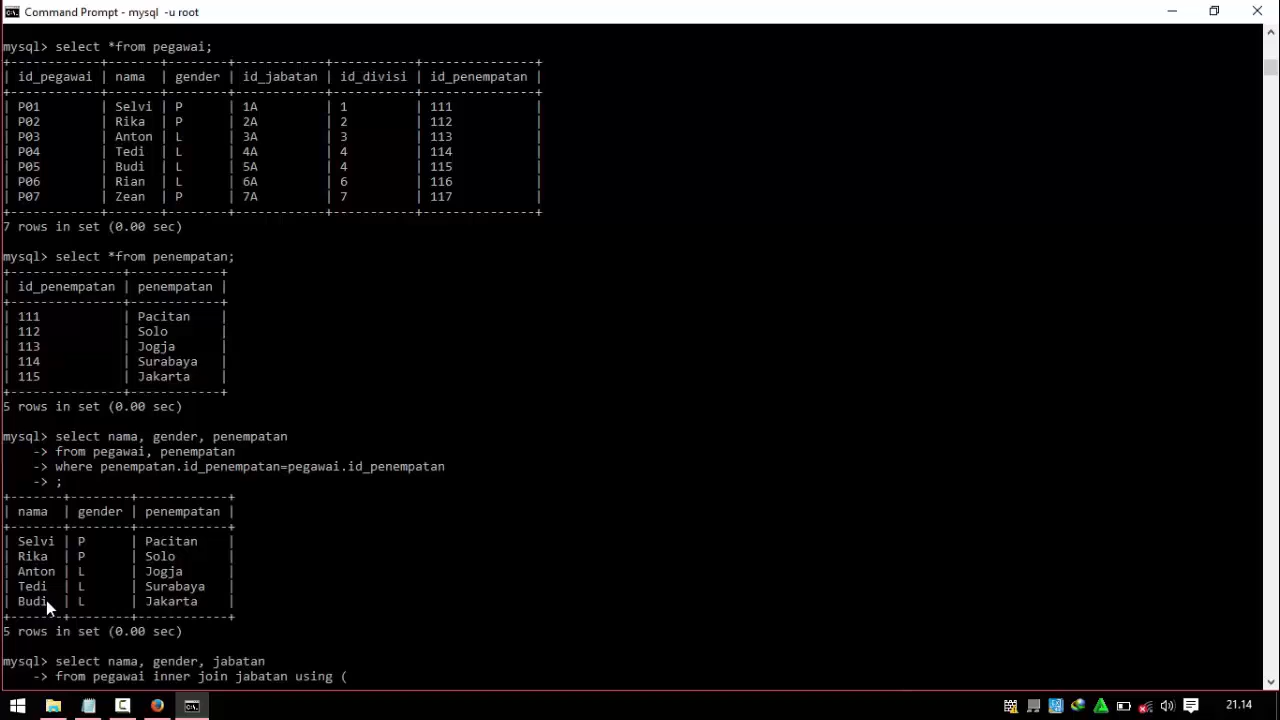 Command Prompt - mysql -u root
mysql> select *from pegawai;
+------------+-------+--------+------------+-----------+---------------+
| id_pegawai | nama  | gender | id_jabatan | id_divisi | id_penempatan |
+------------+-------+--------+------------+-----------+---------------+
| P01        | Selvi | P      | 1A         | 1         | 111           |
| P02        | Rika  | P      | 2A         | 2         | 112           |
| P03        | Anton | L      | 3A         | 3         | 113           |
| P04        | Tedi  | L      | 4A         | 4         | 114           |
| P05        | Budi  | L      | 5A         | 4         | 115           |
| P06        | Rian  | L      | 6A         | 6         | 116           |
| P07        | Zean  | P      | 7A         | 7         | 117           |
+------------+-------+--------+------------+-----------+---------------+
7 rows in set (0.00 sec)
mysql> select *from penempatan;
+---------------+------------+
| id_penempatan | penempatan |
+---------------+------------+
| 111           | Pacitan    |
| 112           | Solo       |
| 113           | Jogja      |
| 114           | Surabaya   |
| 115           | Jakarta    |
+---------------+------------+
5 rows in set (0.00 sec)
mysql> select nama, gender, penempatan
    -> from pegawai, penempatan
    -> where penempatan.id_penempatan=pegawai.id_penempatan
    -> ;
+-------+--------+------------+
| nama  | gender | penempatan |
+-------+--------+------------+
| Selvi | P      | Pacitan    |
| Rika  | P      | Solo       |
| Anton | L      | Jogja      |
| Tedi  | L      | Surabaya   |
| Budi  | L      | Jakarta    |
+-------+--------+------------+
5 rows in set (0.00 sec)
mysql> select nama, gender, jabatan
    -> from pegawai inner join jabatan using (
21.14